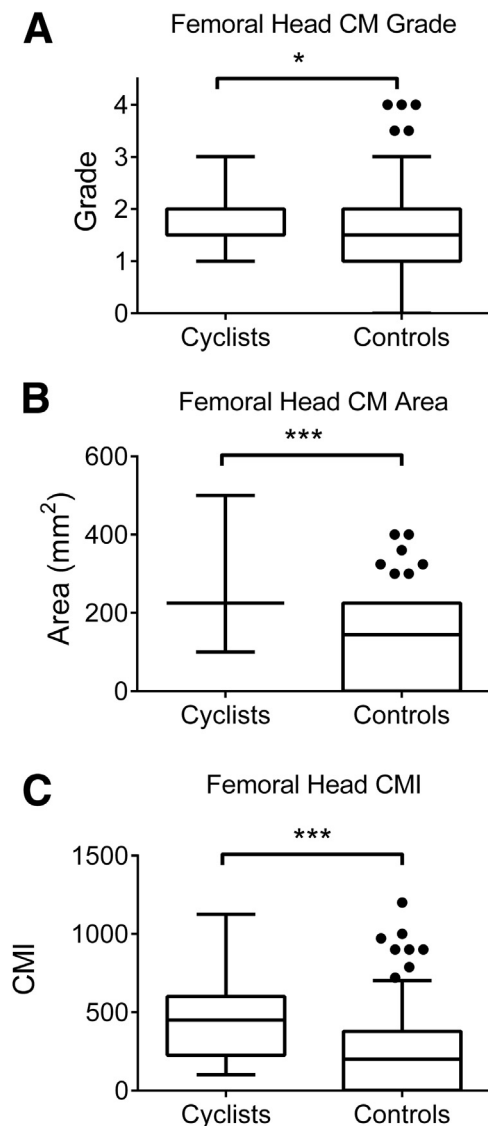 A
Femoral Head CM Grade
*
Grade
4
3
2
1
0
Cyclists Controls
B
Femoral Head CM Area
***
Area (mm²)
600
400
200
0
Cyclists Controls
C
Femoral Head CMI
***
CMI
1500
1000
500
0
Cyclists Controls